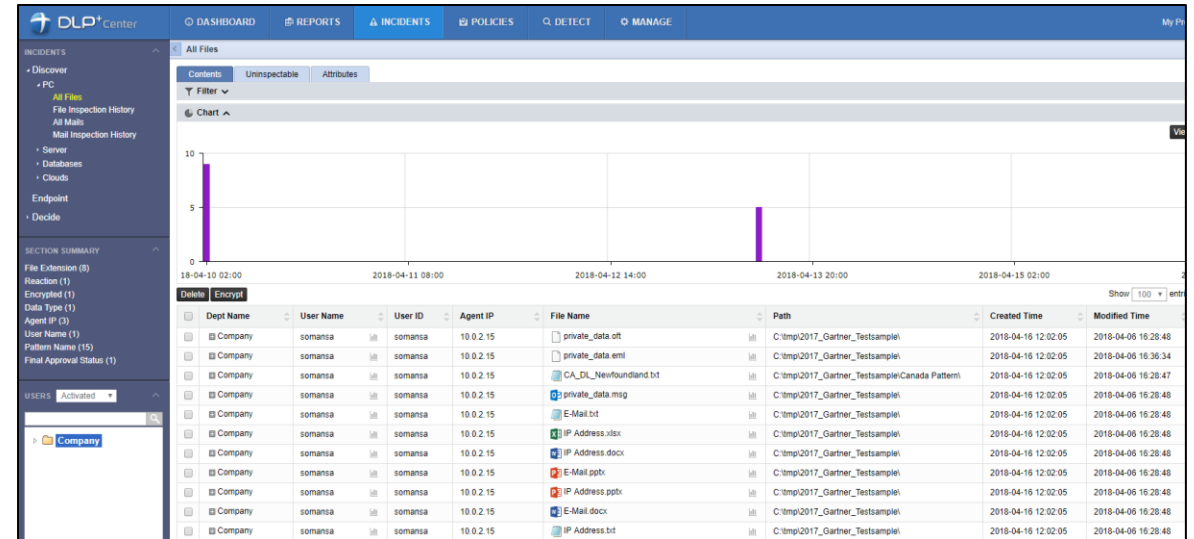 DLP+Center
DASHBOARD REPORTS INCIDENTS POLICIES DETECT MANAGE My
INCIDENTS
Discover
PC
All Files
File Inspection History
All Mails
Mail Inspection History
Server
Databases
Clouds
Endpoint
Decide
SECTION SUMMARY
File Extension (8)
Reaction (1)
Encrypted (1)
Data Type (1)
Agent IP (3)
User Name (1)
Pattern Name (15)
Final Approval Status (1)
USERS Activated
Company
All Files
Contents Uninspectable Attributes
Filter
Chart
10
5
0
18-04-10 02:00 2018-04-11 08:00 2018-04-12 14:00 2018-04-13 20:00 2018-04-15 02:00
Delete Encrypt Show 100
Dept Name User Name User ID Agent IP File Name Path Created Time Modified Time
Company somansa somansa 10.0.2.15 private_data.oft C:\tmp\2017_Gartner_Testsample\ 2018-04-16 12:02:05 2018-04-06 16:28:48
Company somansa somansa 10.0.2.15 private_data.eml C:\tmp\2017_Gartner_Testsample\ 2018-04-16 12:02:05 2018-04-06 16:36:34
Company somansa somansa 10.0.2.15 CA_DL_Newfoundland.txt C:\tmp\2017_Gartner_Testsample\Canada Pattern\ 2018-04-16 12:02:05 2018-04-06 16:28:47
Company somansa somansa 10.0.2.15 private_data.msg C:\tmp\2017_Gartner_Testsample\ 2018-04-16 12:02:05 2018-04-06 16:28:48
Company somansa somansa 10.0.2.15 E-Mail.txt C:\tmp\2017_Gartner_Testsample\ 2018-04-16 12:02:05 2018-04-06 16:28:48
Company somansa somansa 10.0.2.15 IP Address.xlsx C:\tmp\2017_Gartner_Testsample\ 2018-04-16 12:02:05 2018-04-06 16:28:48
Company somansa somansa 10.0.2.15 IP Address.docx C:\tmp\2017_Gartner_Testsample\ 2018-04-16 12:02:05 2018-04-06 16:28:48
Company somansa somansa 10.0.2.15 E-Mail.pptx C:\tmp\2017_Gartner_Testsample\ 2018-04-16 12:02:05 2018-04-06 16:28:48
Company somansa somansa 10.0.2.15 IP Address.pptx C:\tmp\2017_Gartner_Testsample\ 2018-04-16 12:02:05 2018-04-06 16:28:48
Company somansa somansa 10.0.2.15 E-Mail.docx C:\tmp\2017_Gartner_Testsample\ 2018-04-16 12:02:05 2018-04-06 16:28:48
Company somansa somansa 10.0.2.15 IP Address.txt C:\tmp\2017_Gartner_Testsample\ 2018-04-16 12:02:05 2018-04-06 16:28:48